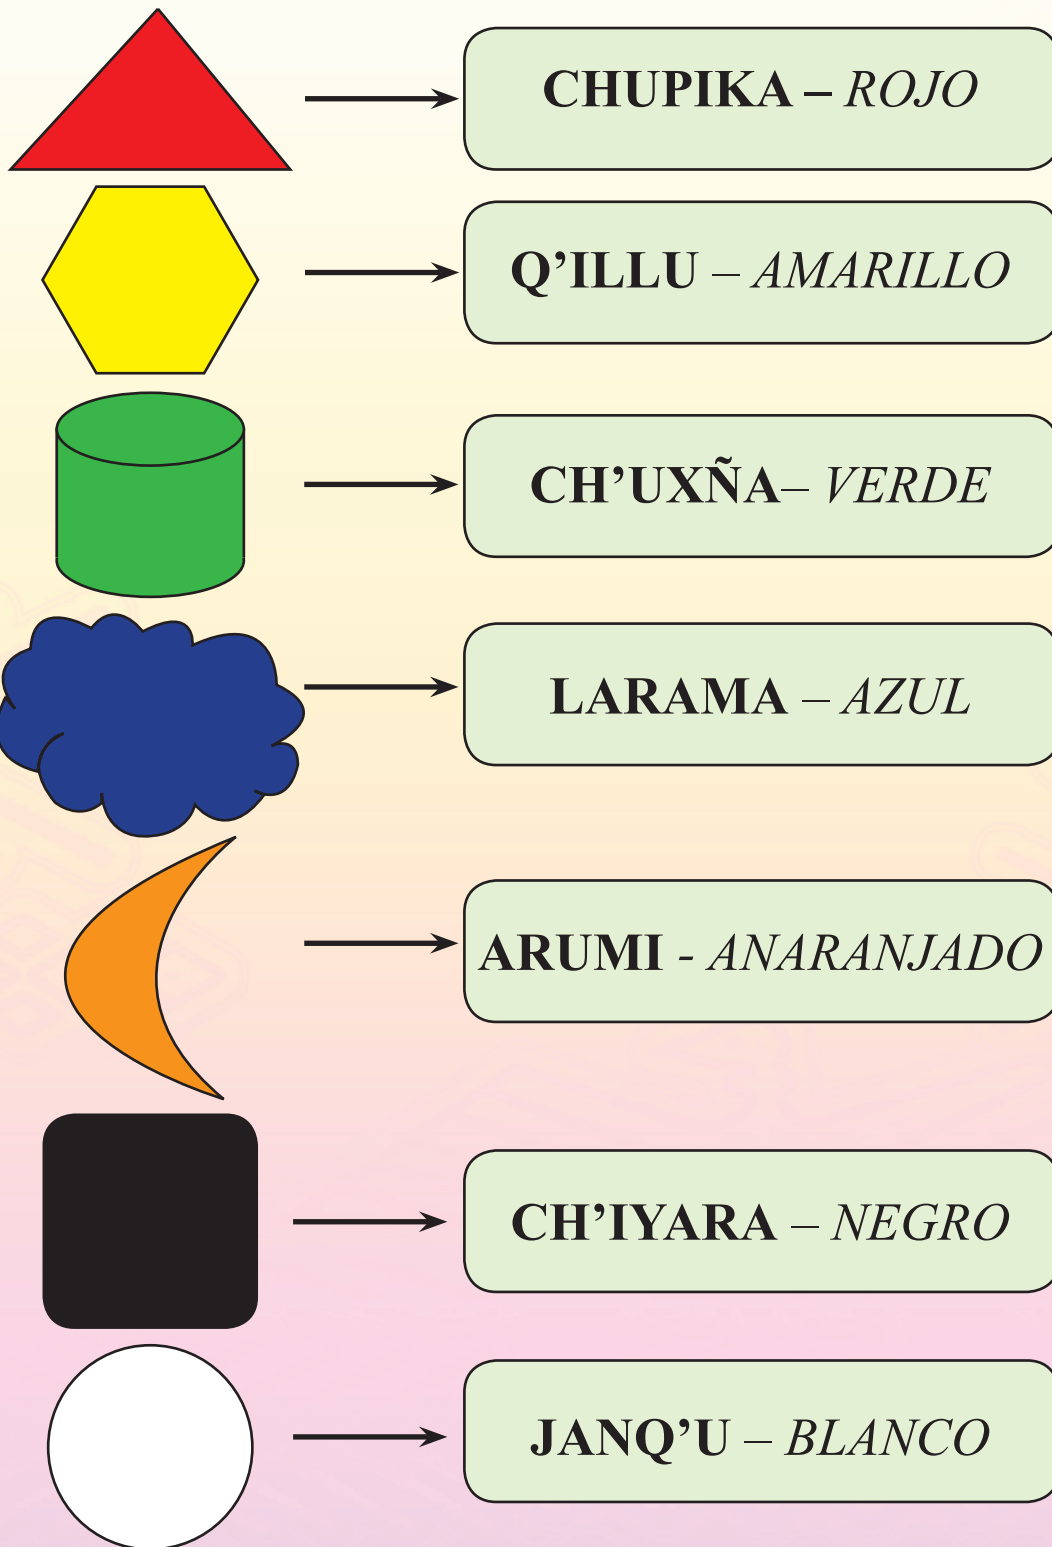 CHUPIKA – ROJO
Q’ILLU – AMARILLO
CH’UXÑA– VERDE
LARAMA – AZUL
ARUMI - ANARANJADO
CH’IYARA – NEGRO
JANQ’U – BLANCO